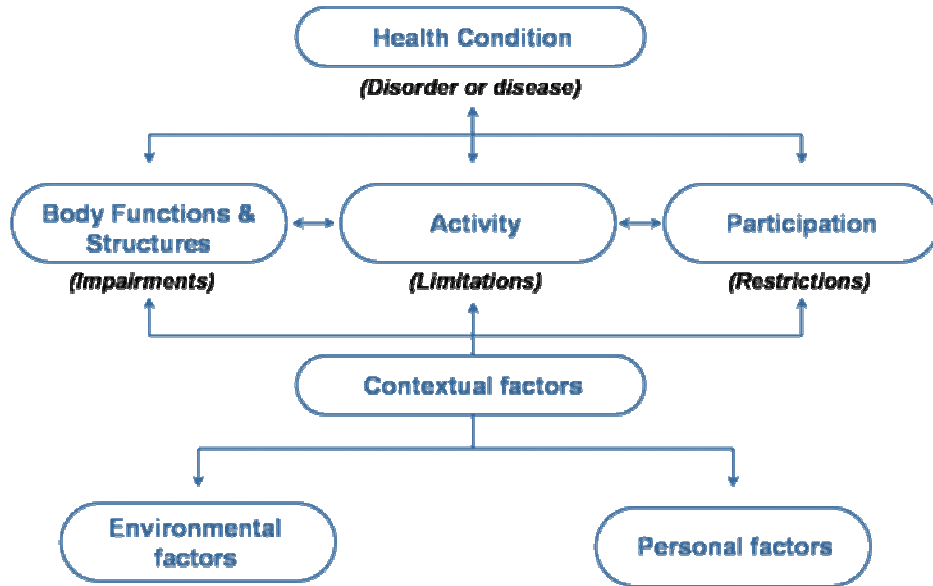 Health Condition
(Disorder or disease)
Body Functions &
Structures
Activity
Participation
(Impairments)
(Limitations)
(Restrictions)
Contextual factors
Environmental
factors
Personal factors